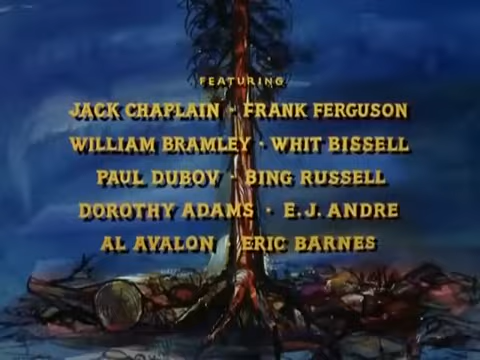 FEATURING
JACK CHAPLAIN · FRANK FERGUSON
WILLIAM BRAMLEY · WHIT BISSELL
PAUL DUBOV · BING RUSSELL
DOROTHY ADAMS · E.J. ANDRE
AL AVALON · ERIC BARNES